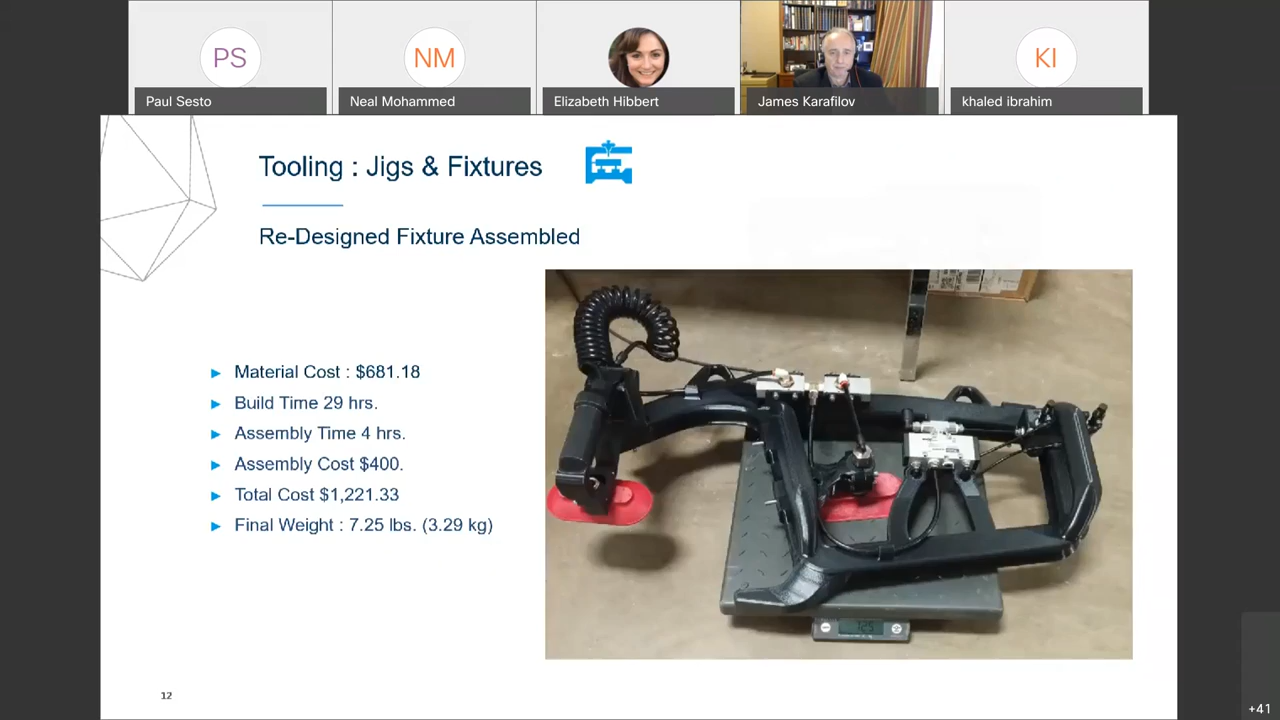 PS
NM
KI
Paul Sesto
Neal Mohammed
Elizabeth Hibbert
James Karafilov
khaled ibrahim
Tooling : Jigs & Fixtures
Re-Designed Fixture Assembled
Material Cost : $681.18
Build Time 29 hrs.
Assembly Time 4 hrs.
Assembly Cost $400.
Total Cost $1,221.33
Final Weight : 7.25 lbs. (3.29 kg)
12
+41